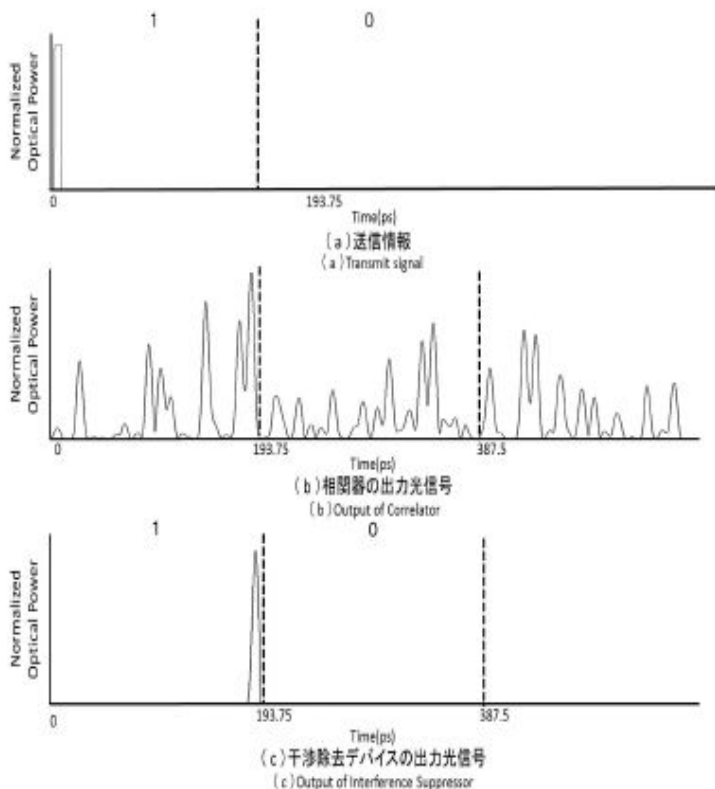 1 0
Normalized
Optical Power
0 193.75
Time(ps)
(a)送信情報
(a)Transmit signal
Normalized
Optical Power
0 193.75 387.5
Time(ps)
(b)相関器の出力光信号
(b)Output of Correlator
1 0
Normalized
Optical Power
0 193.75 387.5
Time(ps)
(c)干渉除去デバイスの出力光信号
(c)Output of Interference Suppressor